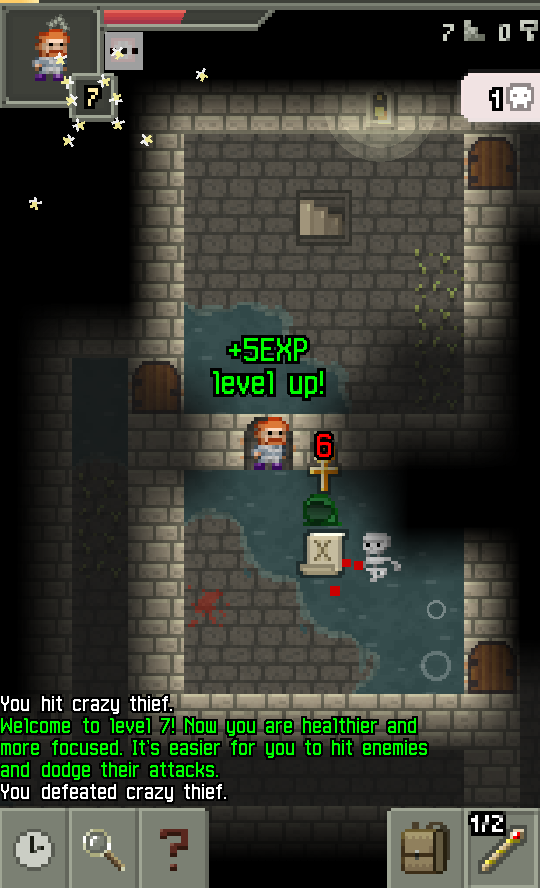 7 0
7
1
+5EXP
level up!
6
You hit crazy thief.
Welcome to level 7! Now you are healthier and
more focused. It's easier for you to hit enemies
and dodge their attacks.
You defeated crazy thief.
?
1/2